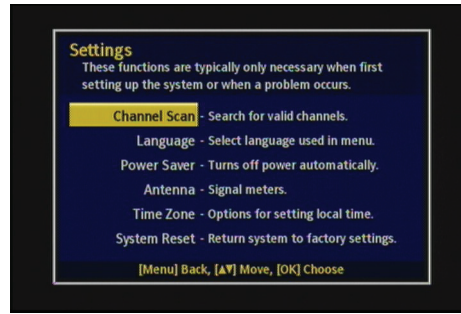 Settings
These functions are typically only necessary when first
setting up the system or when a problem occurs.
Channel Scan - Search for valid channels.
Language - Select language used in menu.
Power Saver - Turns off power automatically.
Antenna - Signal meters.
Time Zone - Options for setting local time.
System Reset - Return system to factory settings.
[Menu] Back, [▲▼] Move, [OK] Choose